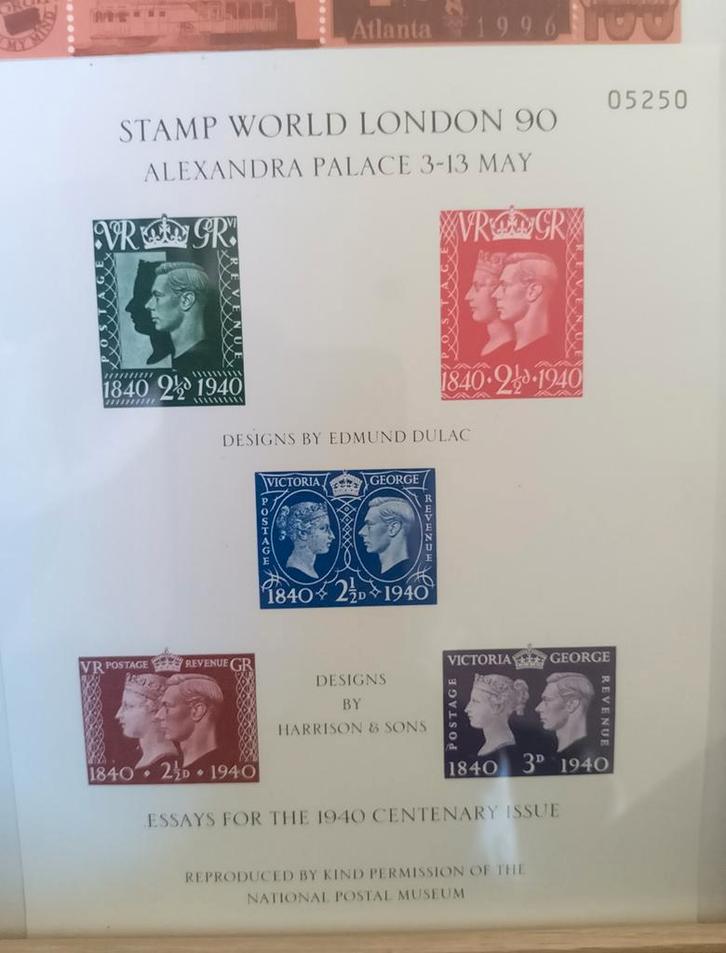 MY MIND
Atlanta 1996 100
05250
STAMP WORLD LONDON 90
ALEXANDRA PALACE 3-13 MAY
VR GR VI
POSTAGE REVENUE
1840 2½d 1940
VR GR
POSTAGE REVENUE
1840·2½d·1940
DESIGNS BY EDMUND DULAC
VICTORIA GEORGE
POSTAGE REVENUE
1840 2½D 1940
VR POSTAGE REVENUE GR
1840 · 2½D · 1940
DESIGNS
BY
HARRISON & SONS
VICTORIA GEORGE
POSTAGE REVENUE
1840 3D 1940
ESSAYS FOR THE 1940 CENTENARY ISSUE
REPRODUCED BY KIND PERMISSION OF THE
NATIONAL POSTAL MUSEUM